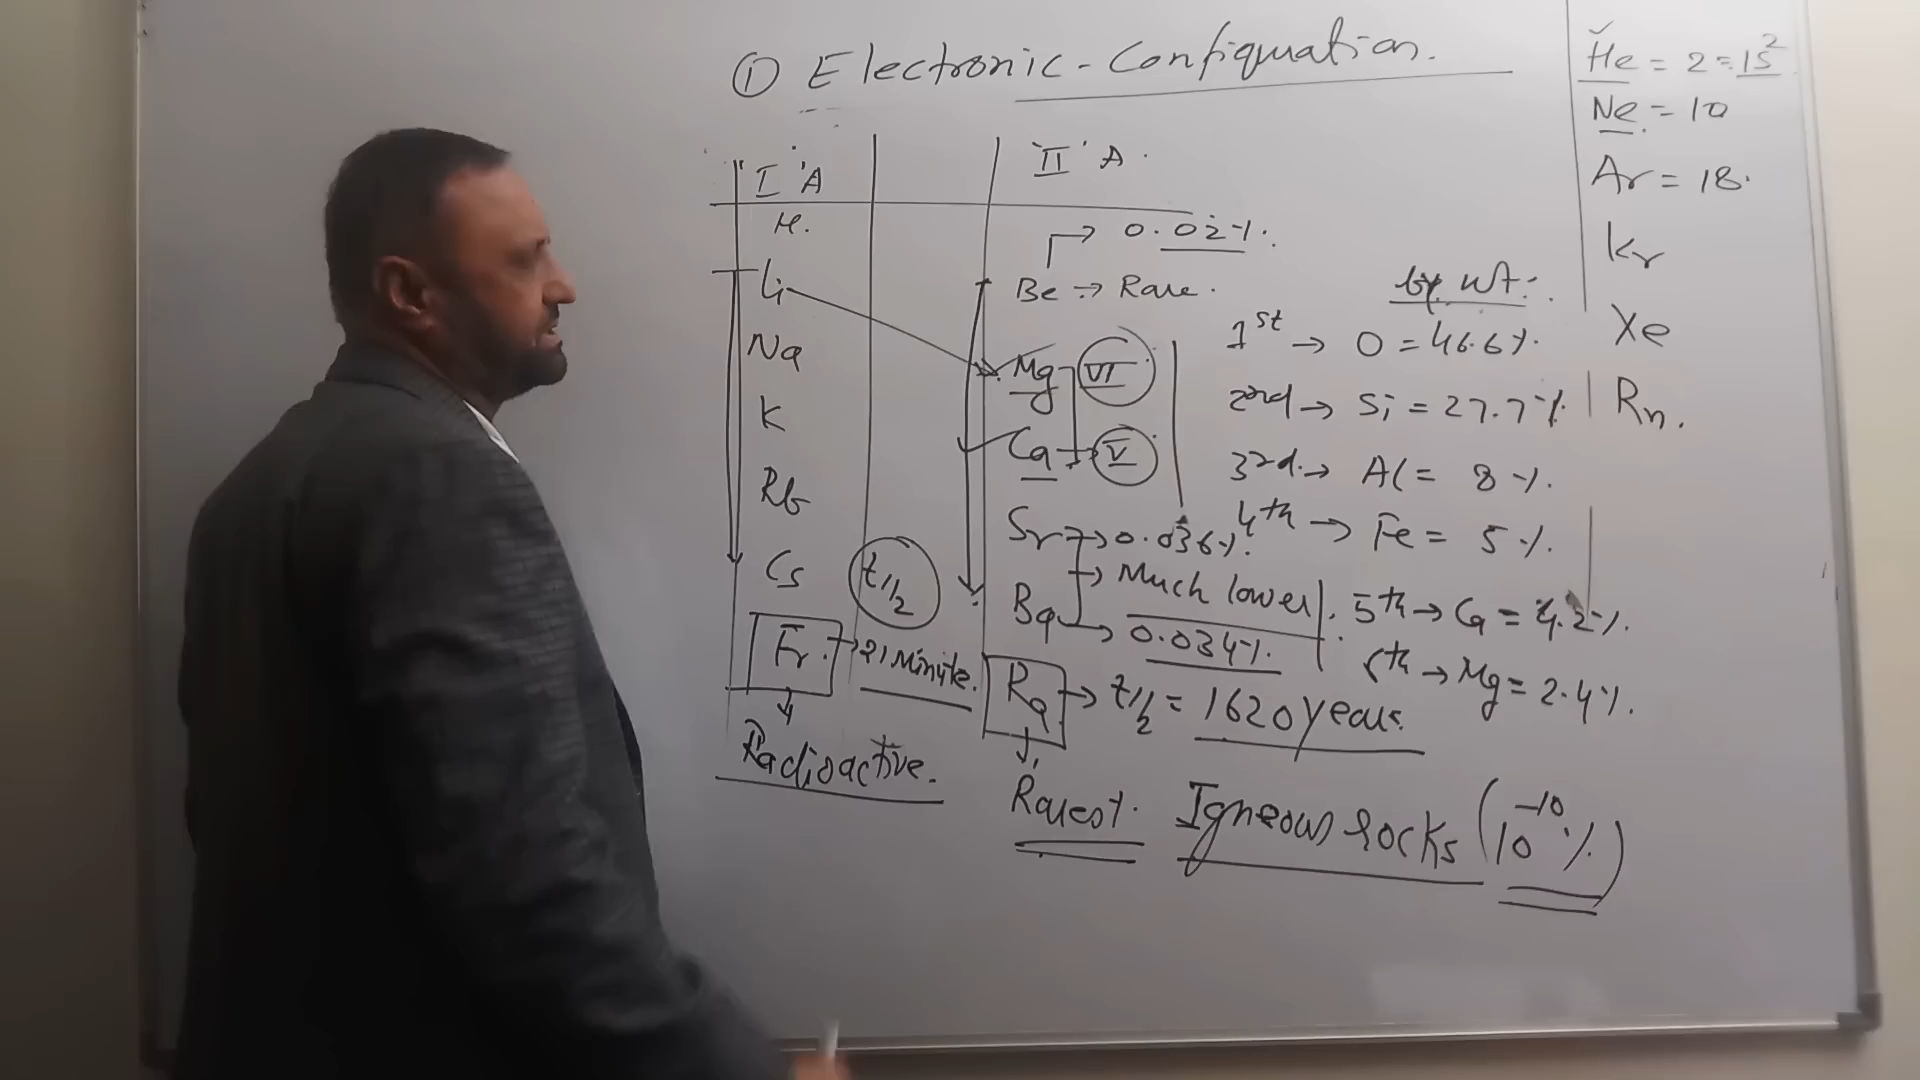 ① Electronic-Configuration.
I'A
H.
Li
Na
K
Rb
Cs
Fr. → 21 Minute.
Radioactive.
t1/2
II'A.
→ 0.02%.
Be → Rare.
Mg VI
Ca → V
Sr → 0.036%.
→ Much lower
Ba → 0.034%.
Ra → t1/2 = 1620 years.
Rarest. Igneous rocks (10⁻¹⁰%)
by wt:
1st → O = 46.6%.
2nd → Si = 27.7%.
3rd. → Al = 8%.
4th → Fe = 5%.
5th → Ca = 4.2%.
6th → Mg = 2.4%.
He = 2 = 1S²
Ne = 10
Ar = 18.
Kr
Xe
Rn.